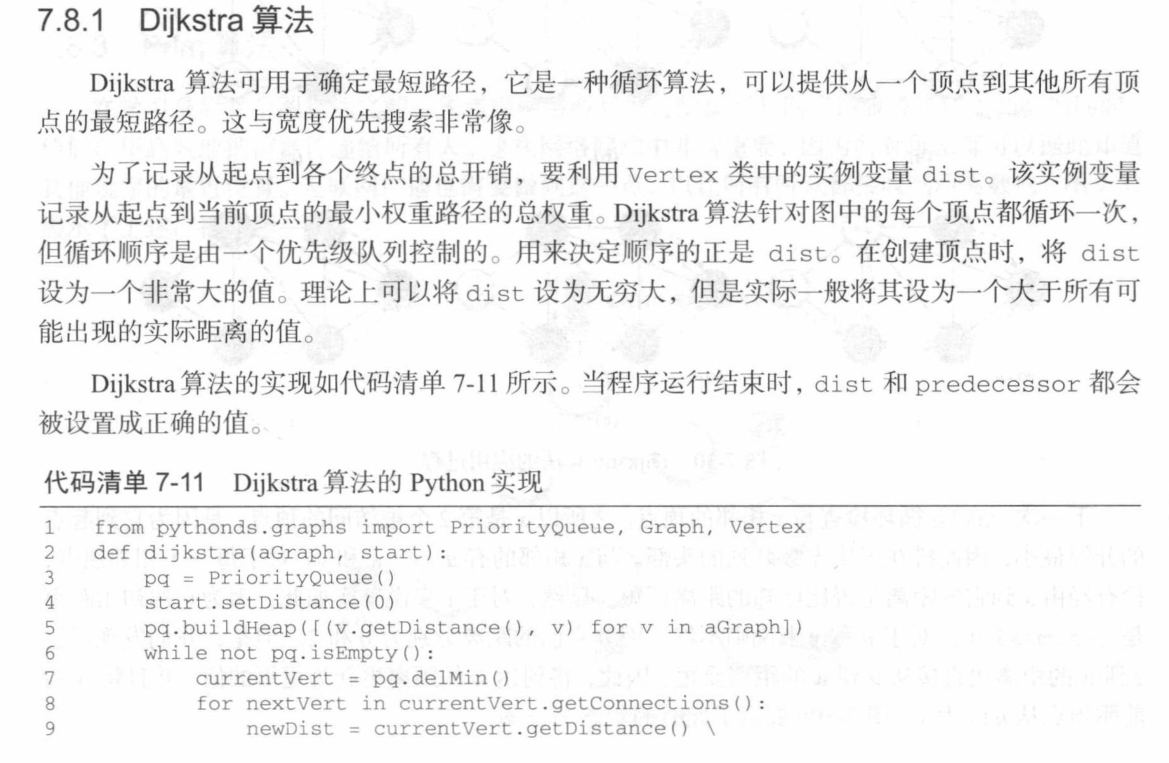 7.8.1 Dijkstra 算法
Dijkstra 算法可用于确定最短路径，它是一种循环算法，可以提供从一个顶点到其他所有顶
点的最短路径。这与宽度优先搜索非常像。
为了记录从起点到各个终点的总开销，要利用 Vertex 类中的实例变量 dist。该实例变量
记录从起点到当前顶点的最小权重路径的总权重。Dijkstra 算法针对图中的每个顶点都循环一次，
但循环顺序是由一个优先级队列控制的。用来决定顺序的正是 dist。在创建顶点时，将 dist
设为一个非常大的值。理论上可以将 dist 设为无穷大，但是实际一般将其设为一个大于所有可
能出现的实际距离的值。
Dijkstra 算法的实现如代码清单 7-11 所示。当程序运行结束时，dist 和 predecessor 都会
被设置成正确的值。
代码清单 7-11 Dijkstra 算法的 Python 实现
1 from pythonds.graphs import PriorityQueue, Graph, Vertex
2 def dijkstra(aGraph, start):
3 pq = PriorityQueue()
4 start.setDistance(0)
5 pq.buildHeap([(v.getDistance(), v) for v in aGraph])
6 while not pq.isEmpty():
7 currentVert = pq.delMin()
8 for nextVert in currentVert.getConnections():
9 newDist = currentVert.getDistance() \